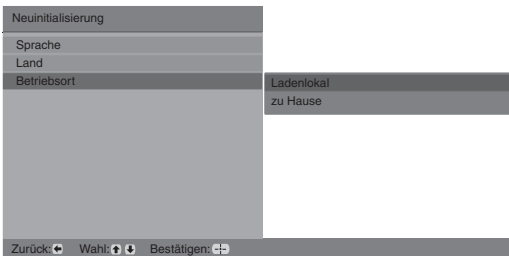 Neuinitialisierung
Sprache
Land
Betriebsort
Ladenlokal
zu Hause
Zurück: Wahl: Bestätigen: